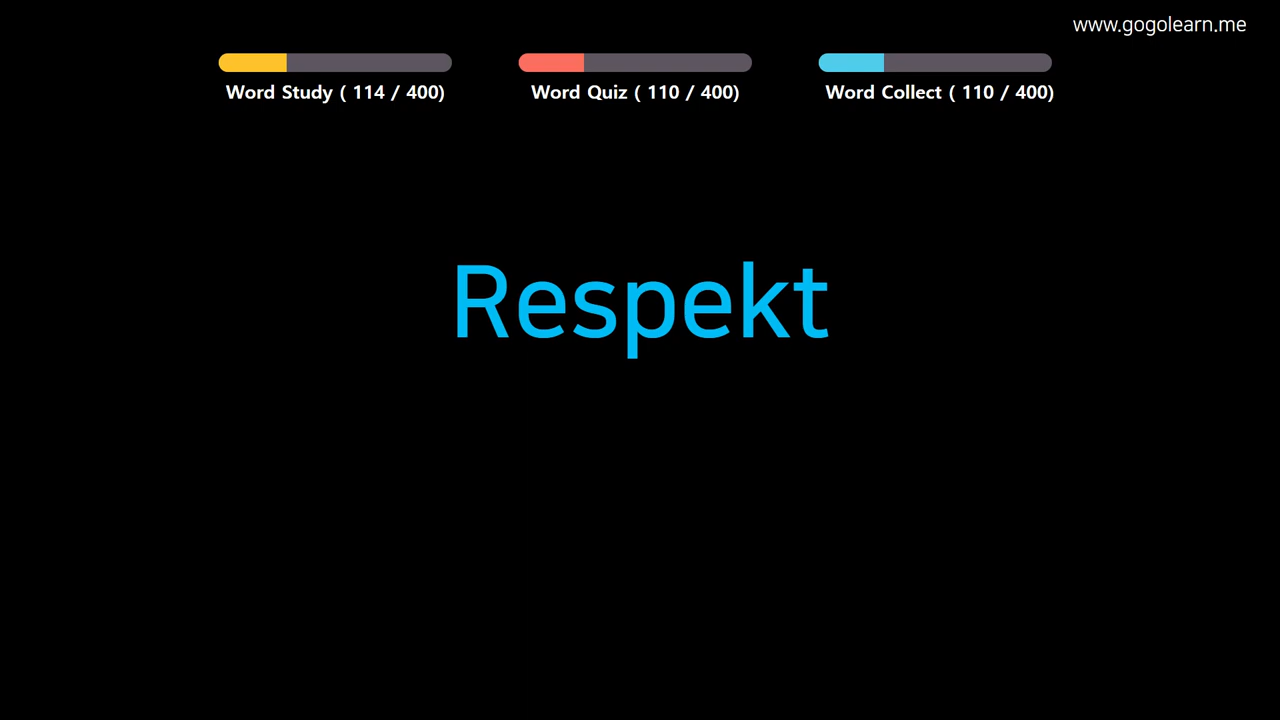 www.gogolearn.me
Word Study ( 114 / 400)
Word Quiz ( 110 / 400)
Word Collect ( 110 / 400)
Respekt